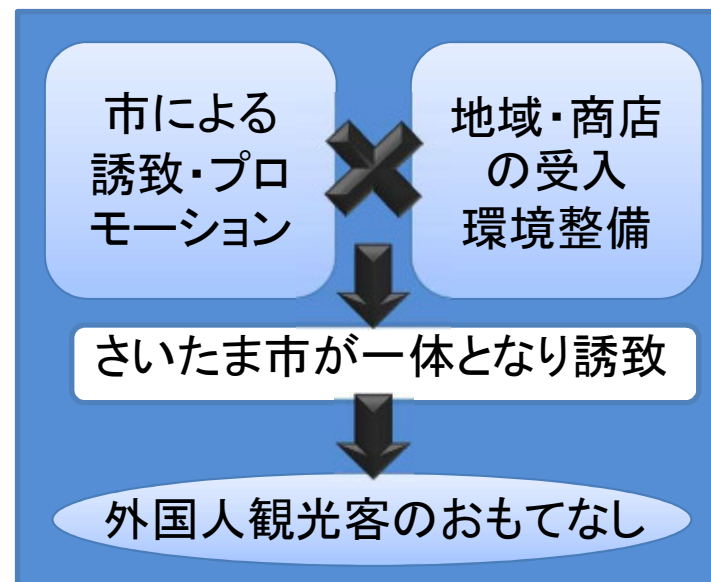 市による
誘致・プロ
モーション
地域・商店
の受入
環境整備
さいたま市が一体となり誘致
外国人観光客のおもてなし